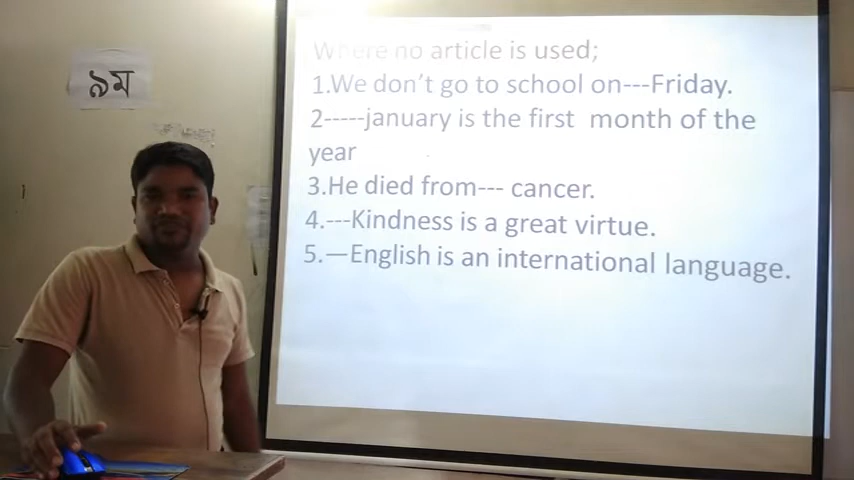 ৯ম
Where no article is used;
1.We don't go to school on---Friday.
2-----january is the first month of the
year
3.He died from--- cancer.
4.---Kindness is a great virtue.
5.—English is an international language.